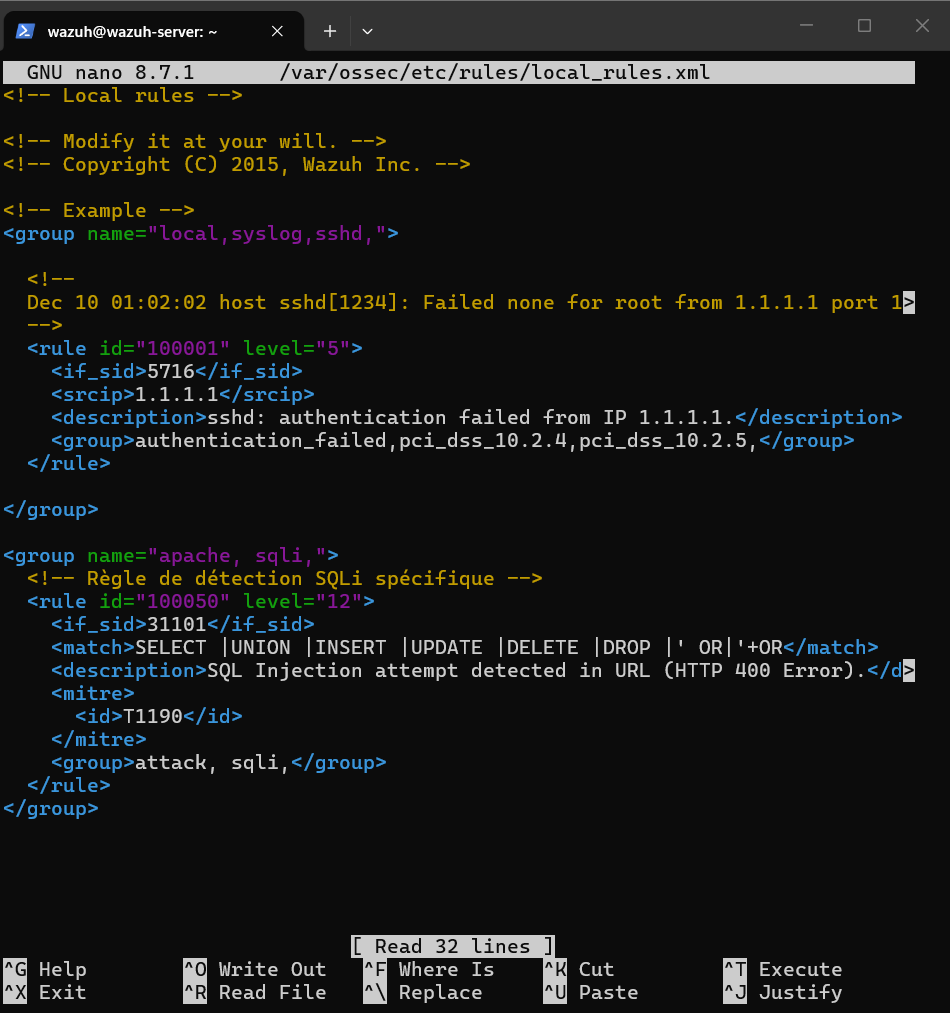 wazuh@wazuh-server: ~
GNU nano 8.7.1 /var/ossec/etc/rules/local_rules.xml
<!-- Local rules -->
<!-- Modify it at your will. -->
<!-- Copyright (C) 2015, Wazuh Inc. -->
<!-- Example -->
<group name="local,syslog,sshd,">
  <!--
  Dec 10 01:02:02 host sshd[1234]: Failed none for root from 1.1.1.1 port 1>
  -->
  <rule id="100001" level="5">
    <if_sid>5716</if_sid>
    <srcip>1.1.1.1</srcip>
    <description>sshd: authentication failed from IP 1.1.1.1.</description>
    <group>authentication_failed,pci_dss_10.2.4,pci_dss_10.2.5,</group>
  </rule>
</group>
<group name="apache, sqli,">
  <!-- Règle de détection SQLi spécifique -->
  <rule id="100050" level="12">
    <if_sid>31101</if_sid>
    <match>SELECT |UNION |INSERT |UPDATE |DELETE |DROP |' OR|'+OR</match>
    <description>SQL Injection attempt detected in URL (HTTP 400 Error).</d>
    <mitre>
      <id>T1190</id>
    </mitre>
    <group>attack, sqli,</group>
  </rule>
</group>
[ Read 32 lines ]
^G Help ^O Write Out ^F Where Is ^K Cut ^T Execute
^X Exit ^R Read File ^\ Replace ^U Paste ^J Justify